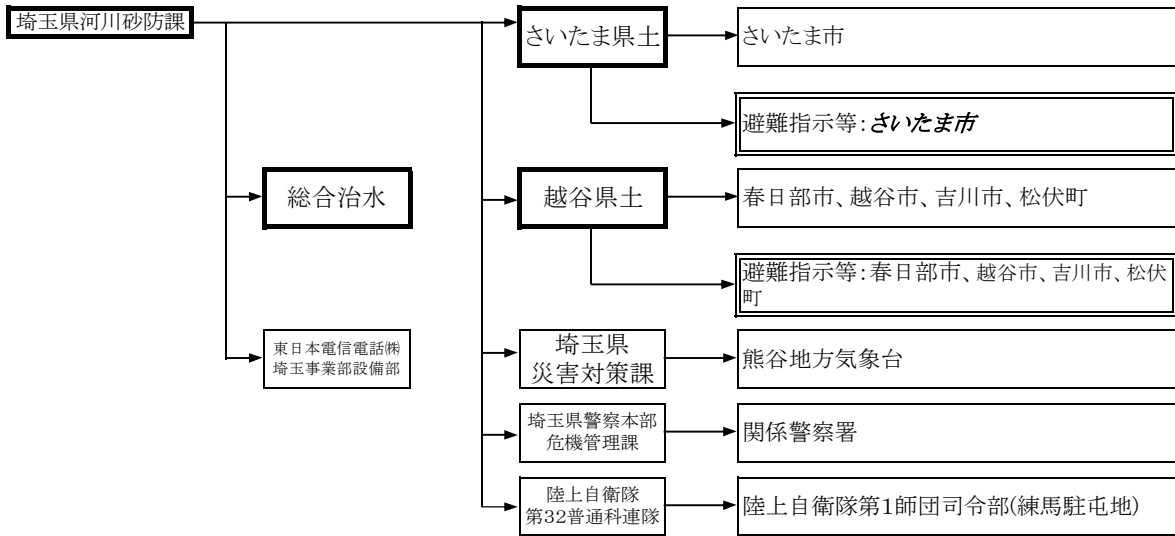 埼玉県河川砂防課
さいたま県土
さいたま市
避難指示等:さいたま市
総合治水
越谷県土
春日部市、越谷市、吉川市、松伏町
避難指示等:春日部市、越谷市、吉川市、松伏
町
東日本電信電話㈱
埼玉事業部設備部
埼玉県
災害対策課
熊谷地方気象台
埼玉県警察本部
危機管理課
関係警察署
陸上自衛隊
第32普通科連隊
陸上自衛隊第1師団司令部(練馬駐屯地)